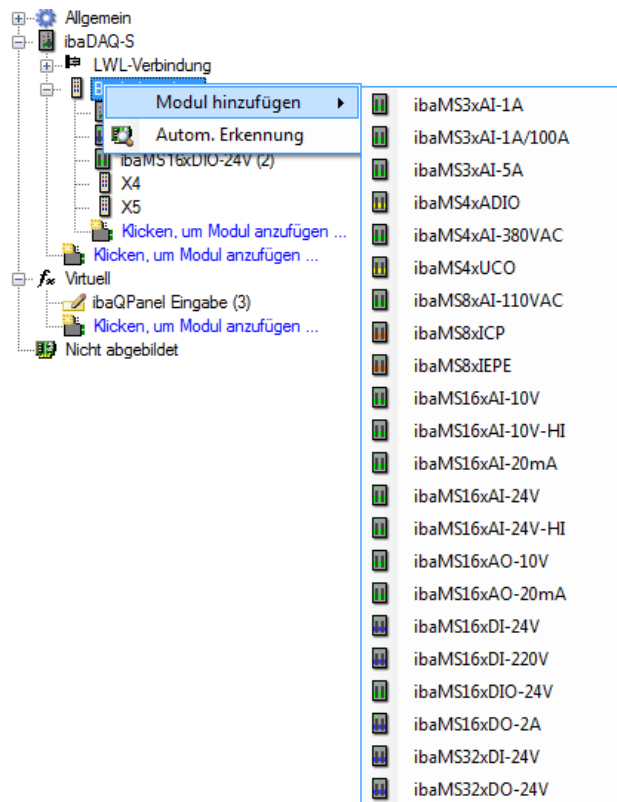 Allgemein
ibaDAQ-S
LWL-Verbindung
Modul hinzufügen
Autom. Erkennung
ibaMS16xDIO-24V (2)
X4
X5
Klicken, um Modul anzufügen ...
Klicken, um Modul anzufügen ...
Virtuell
ibaQPanel Eingabe (3)
Klicken, um Modul anzufügen ...
Nicht abgebildet
ibaMS3xAI-1A
ibaMS3xAI-1A/100A
ibaMS3xAI-5A
ibaMS4xADIO
ibaMS4xAI-380VAC
ibaMS4xUCO
ibaMS8xAI-110VAC
ibaMS8xICP
ibaMS8xIEPE
ibaMS16xAI-10V
ibaMS16xAI-10V-HI
ibaMS16xAI-20mA
ibaMS16xAI-24V
ibaMS16xAI-24V-HI
ibaMS16xAO-10V
ibaMS16xAO-20mA
ibaMS16xDI-24V
ibaMS16xDI-220V
ibaMS16xDIO-24V
ibaMS16xDO-2A
ibaMS32xDI-24V
ibaMS32xDO-24V